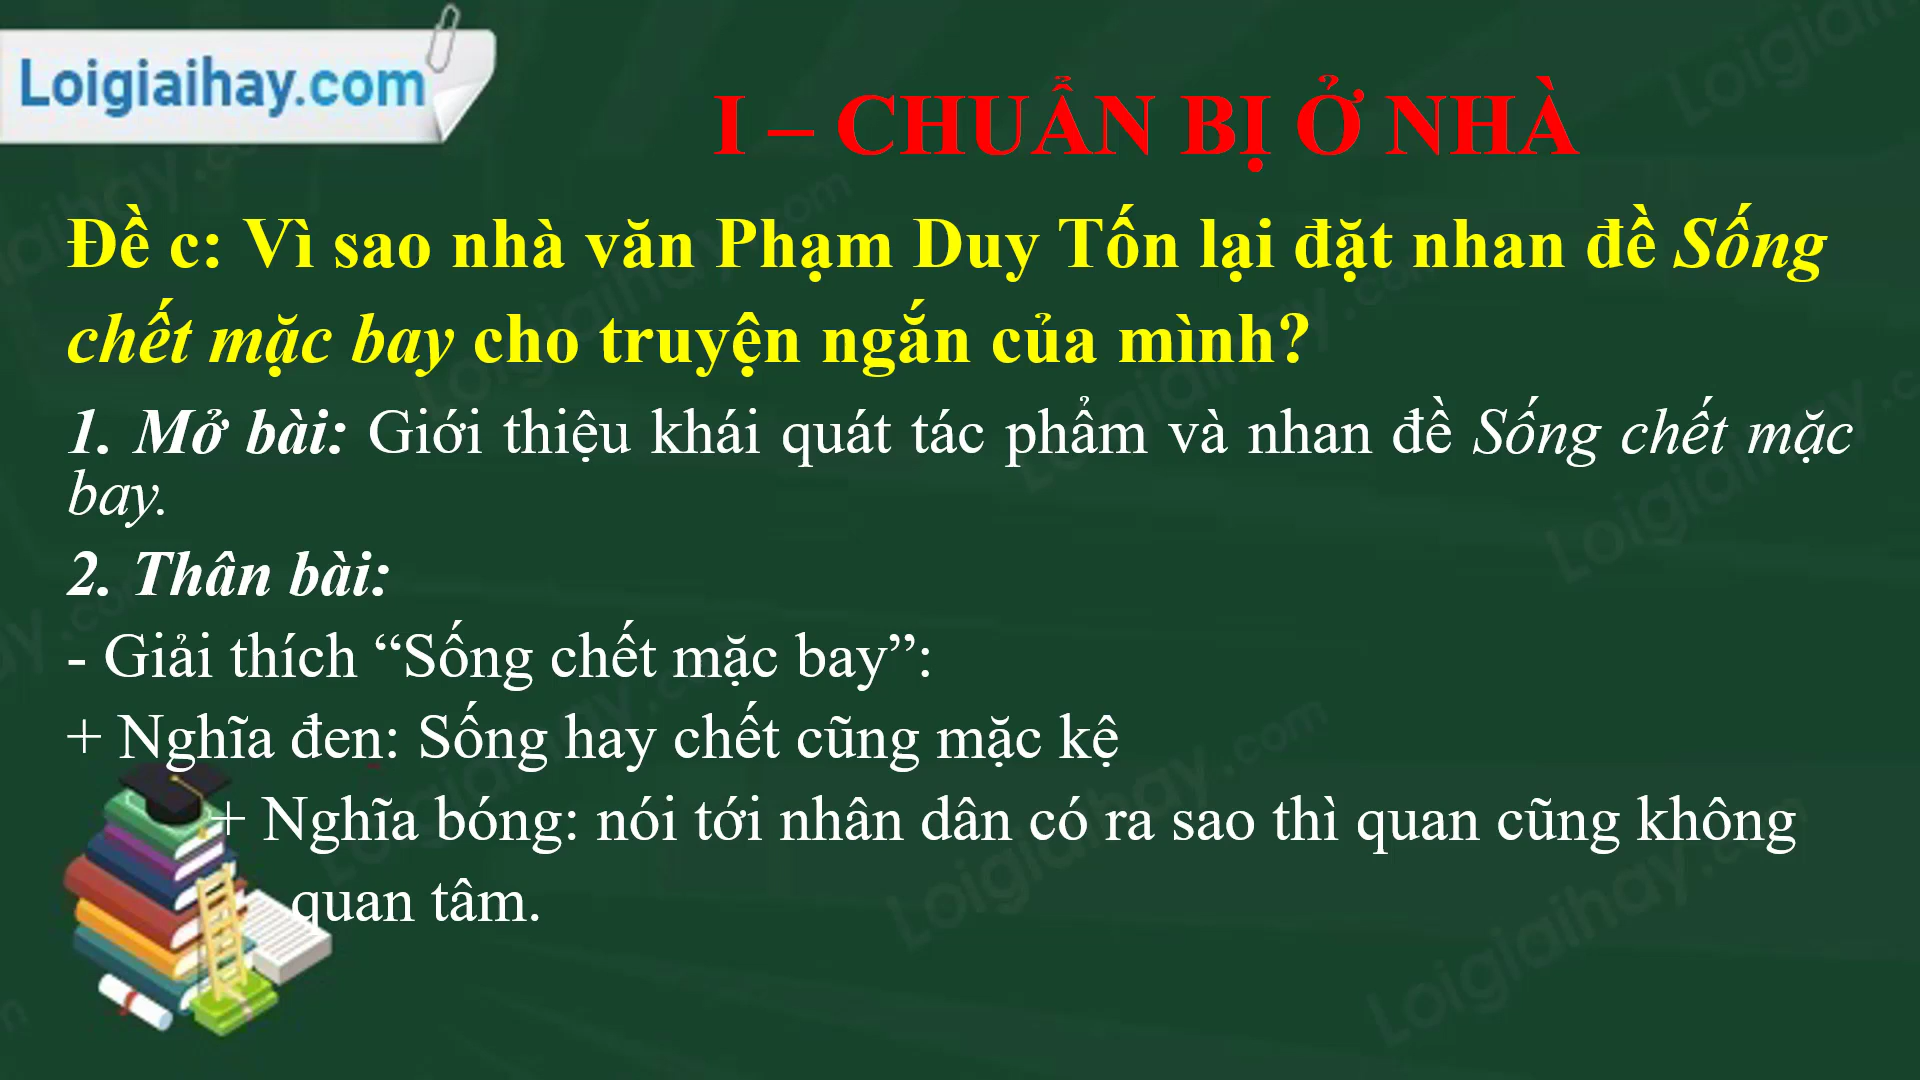 Loigiaihay.com
I – CHUẨN BỊ Ở NHÀ
Đề c: Vì sao nhà văn Phạm Duy Tốn lại đặt nhan đề Sống
chết mặc bay cho truyện ngắn của mình?
1. Mở bài: Giới thiệu khái quát tác phẩm và nhan đề Sống chết mặc
bay.
2. Thân bài:
- Giải thích “Sống chết mặc bay”:
+ Nghĩa đen: Sống hay chết cũng mặc kệ
+ Nghĩa bóng: nói tới nhân dân có ra sao thì quan cũng không
quan tâm.